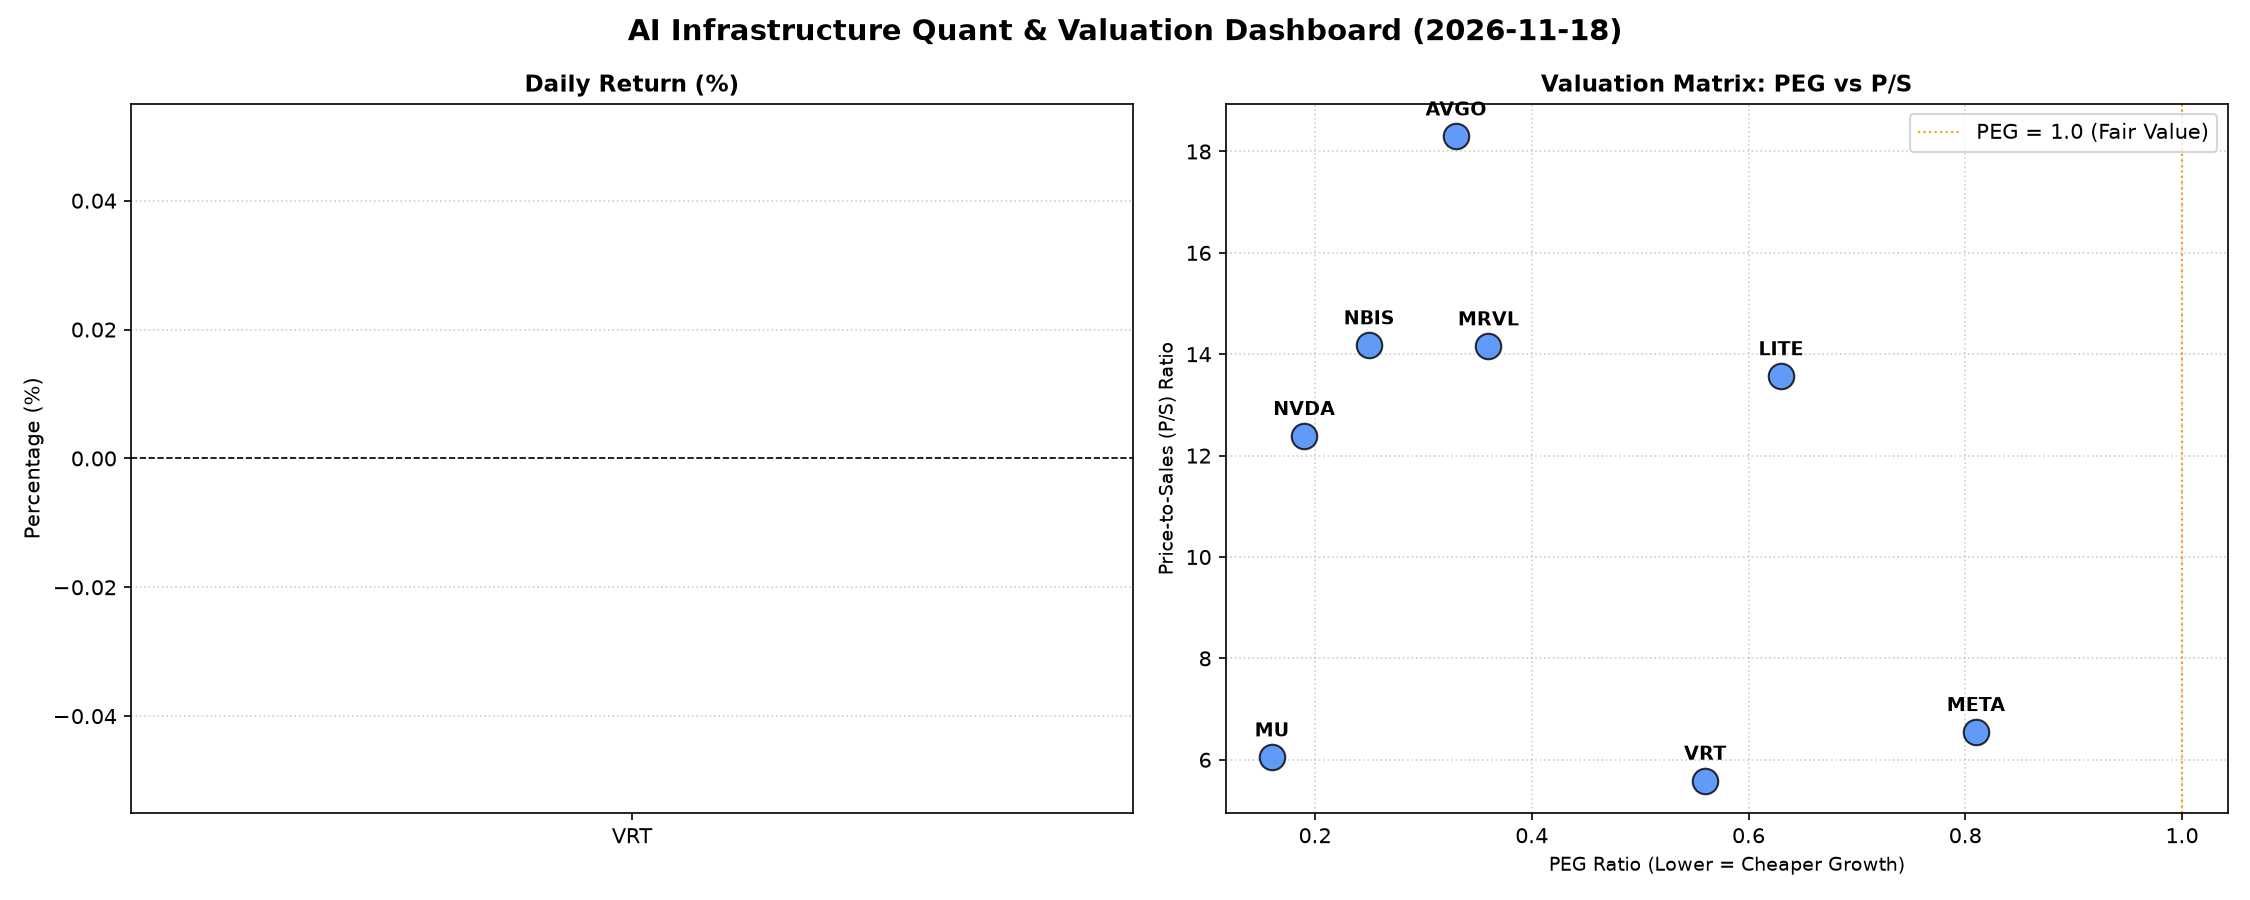 AI Infrastructure Quant & Valuation Dashboard (2026-11-18)
Daily Return (%)
Percentage (%)
0.04
0.02
0.00
−0.02
−0.04
VRT
Valuation Matrix: PEG vs P/S
PEG = 1.0 (Fair Value)
Price-to-Sales (P/S) Ratio
18
16
14
12
10
8
6
AVGO
NBIS
MRVL
LITE
NVDA
META
MU
VRT
0.2
0.4
0.6
0.8
1.0
PEG Ratio (Lower = Cheaper Growth)